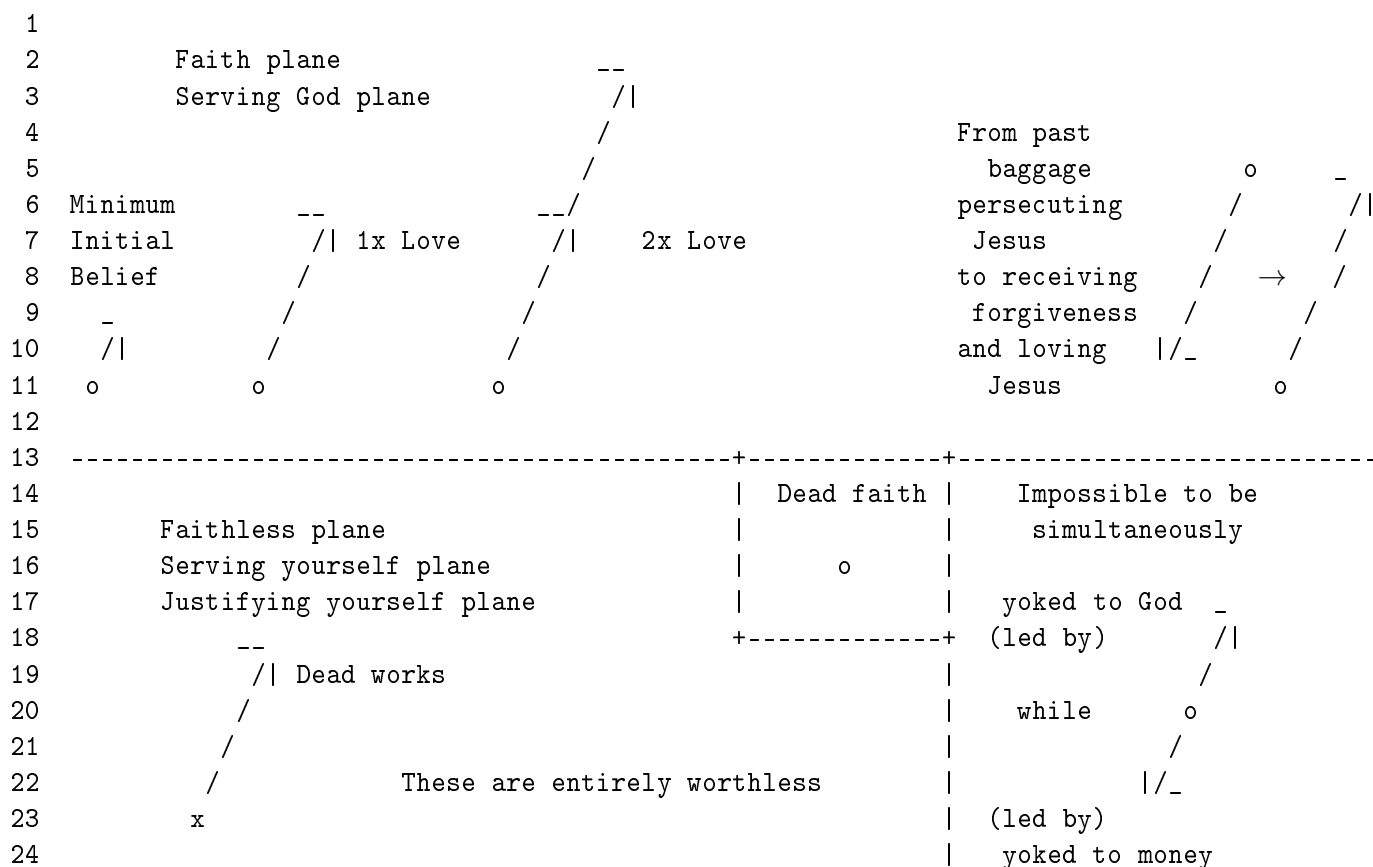 1
2 Faith plane __
3 Serving God plane /|
4 / From past
5 / baggage o _
6 Minimum __ __/ persecuting / /|
7 Initial /| 1x Love /| 2x Love Jesus / /
8 Belief / / to receiving / → /
9 _ / / forgiveness / /
10 /| / / and loving |/_ /
11 o o o Jesus o
12
13 --------------------------------------------+-------------+----------------------------
14 | Dead faith | Impossible to be
15 Faithless plane | | simultaneously
16 Serving yourself plane | o |
17 Justifying yourself plane | | yoked to God _
18 __ +-------------+ (led by) /|
19 /| Dead works | /
20 / | while o
21 / | /
22 / These are entirely worthless | |/_
23 x | (led by)
24 | yoked to money